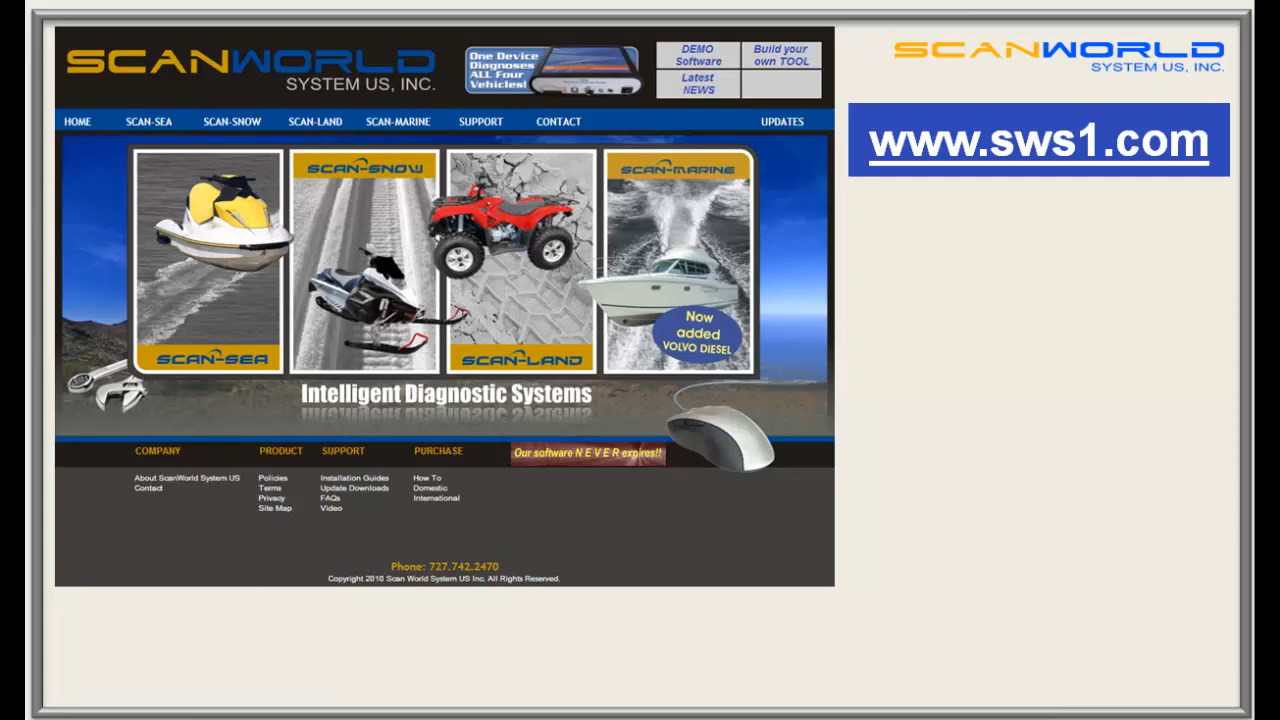 SCANWORLD
SYSTEM US, INC.
One Device
Diagnoses
ALL Four
Vehicles!
DEMO
Software
Build your
own TOOL
Latest
NEWS
SCANWORLD
SYSTEM US, INC.
www.sws1.com
HOME SCAN-SEA SCAN-SNOW SCAN-LAND SCAN-MARINE SUPPORT CONTACT UPDATES
SCAN-SNOW
SCAN-MARINE
Now
added
VOLVO DIESEL
SCAN-SEA
SCAN-LAND
Intelligent Diagnostic Systems
COMPANY PRODUCT SUPPORT PURCHASE Our software N E V E R expires!!
About ScanWorld System US Policies Installation Guides How To
Contact Terms Update Downloads Domestic
Privacy FAQs International
Site Map Video
Phone: 727.742.2470
Copyright 2010 Scan World System US Inc. All Rights Reserved.